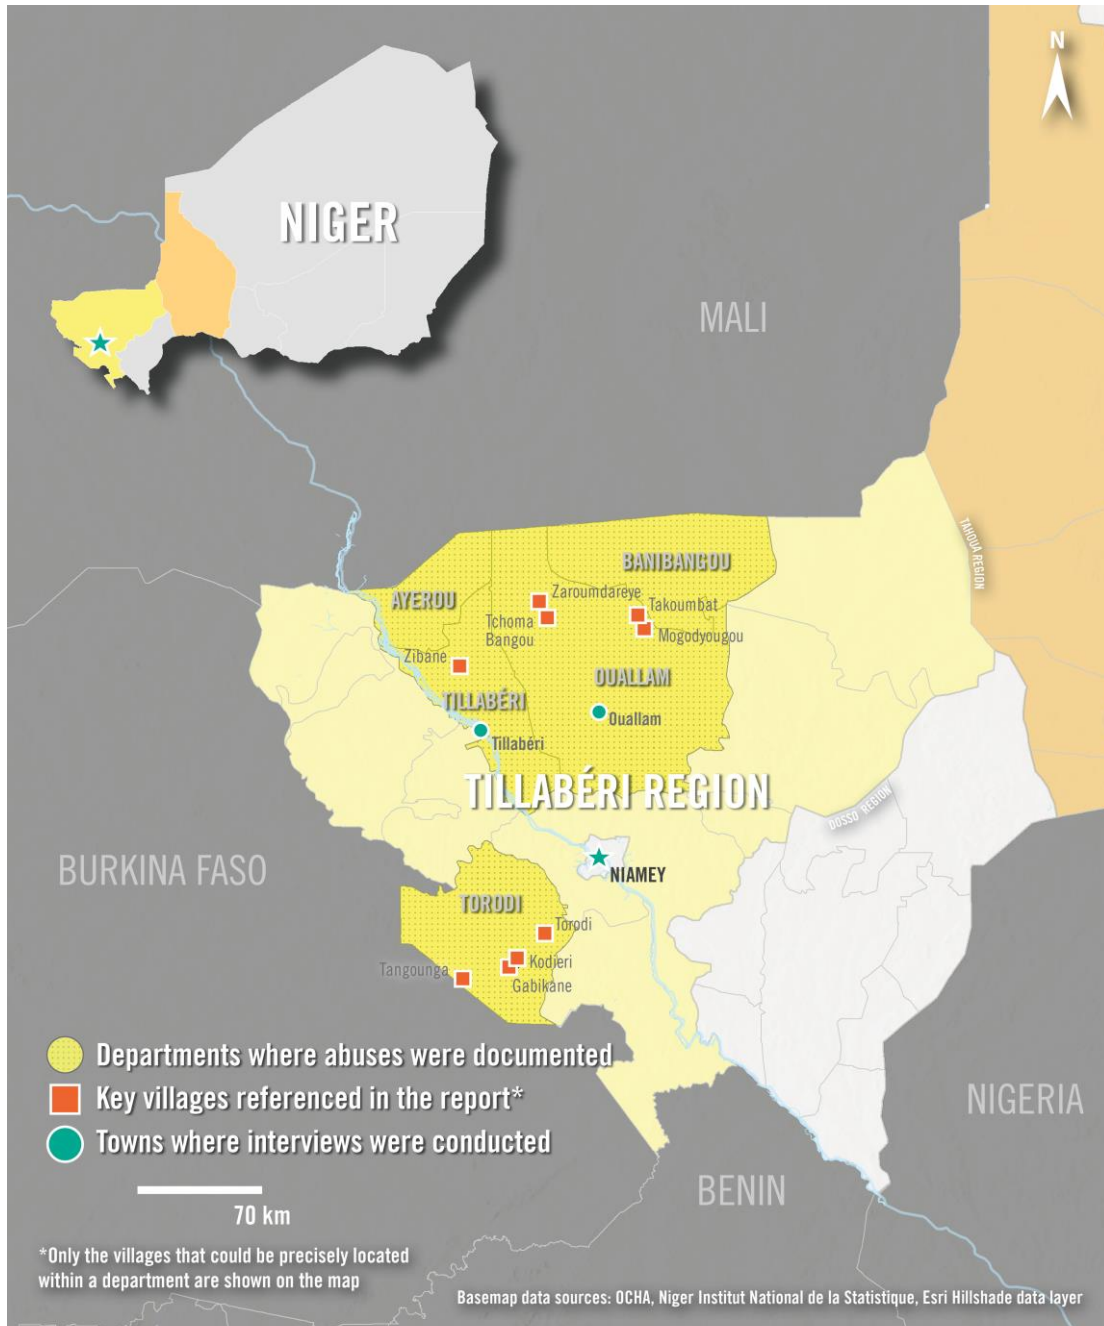 N
NIGER
MALI
TAHOUA REGION
BANIBANGOU
AYEROU
Zaroumdareye
Takoumbat
Tchoma
Bangou
Mogodyougou
Zibane
OUALLAM
TILLABÉRI
Ouallam
Tillabéri
TILLABÉRI REGION
DOSSO REGION
BURKINA FASO
NIAMEY
TORODI
Torodi
Kodieri
Tangounga
Gabikane
Departments where abuses were documented
Key villages referenced in the report*
NIGERIA
Towns where interviews were conducted
BENIN
70 km
*Only the villages that could be precisely located
within a department are shown on the map
Basemap data sources: OCHA, Niger Institut National de la Statistique, Esri Hillshade data layer